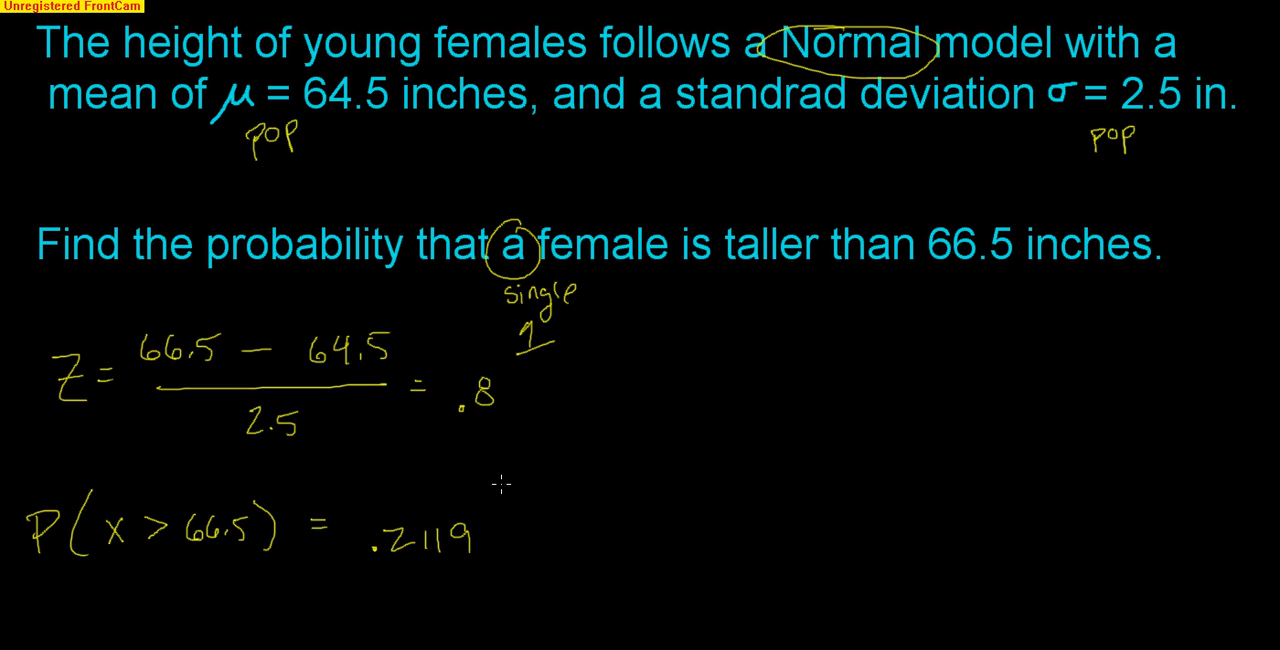 Unregistered FrontCam
The height of young females follows a Normal model with a
mean of μ = 64.5 inches, and a standrad deviation σ = 2.5 in.
pop pop
Find the probability that a female is taller than 66.5 inches.
single
1
Z = 66.5 - 64.5 / 2.5 = .8
P(x > 66.5) = .2119